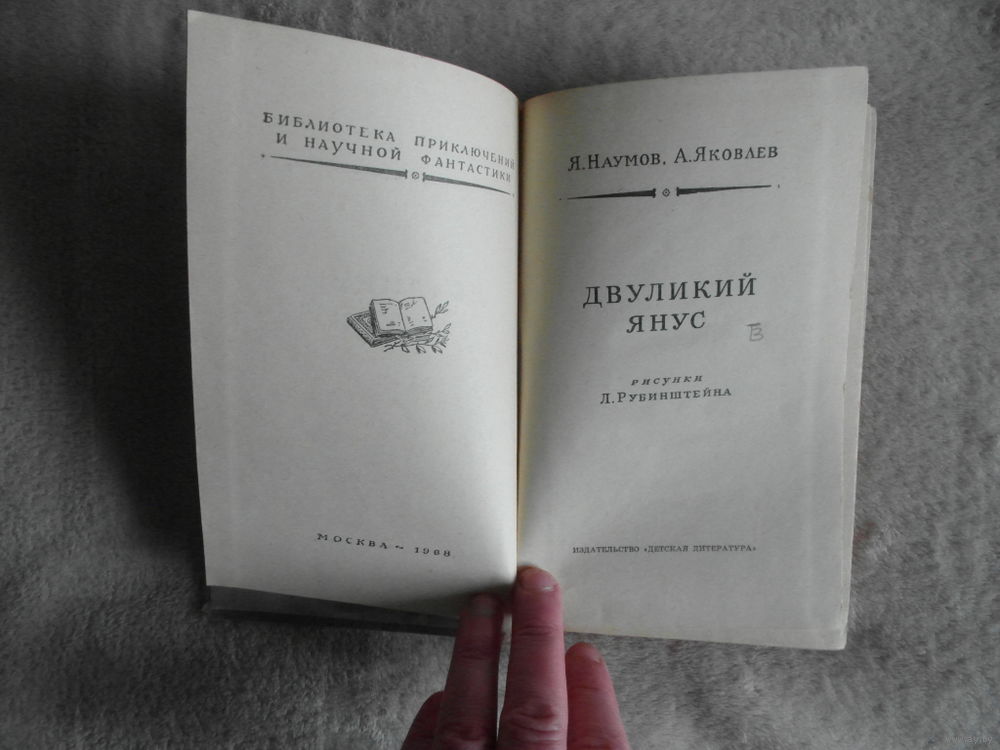 БИБЛИОТЕКА ПРИКЛЮЧЕНИЙ
И НАУЧНОЙ ФАНТАСТИКИ
МОСКВА ~ 1968
Я. НАУМОВ, А. ЯКОВЛЕВ
ДВУЛИКИЙ
ЯНУС
РИСУНКИ
Л. РУБИНШТЕЙНА
ИЗДАТЕЛЬСТВО «ДЕТСКАЯ ЛИТЕРАТУРА»